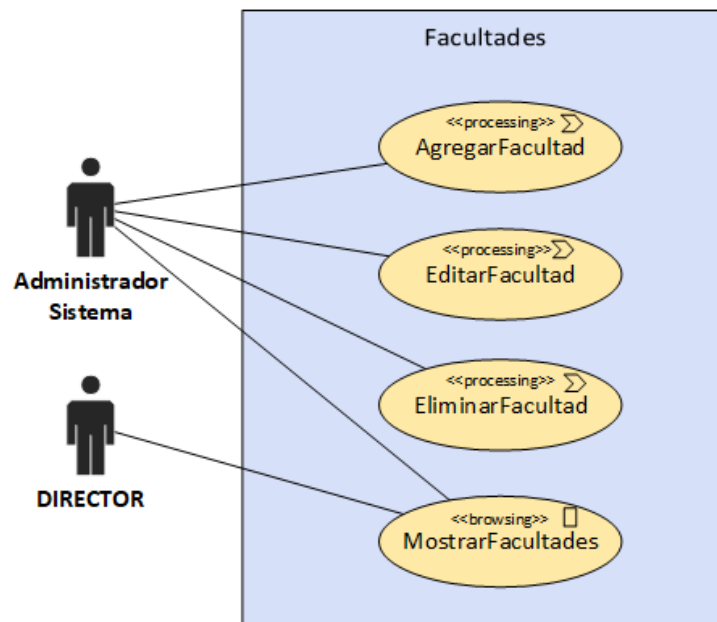 Facultades
<<processing>>
AgregarFacultad
<<processing>>
EditarFacultad
<<processing>>
EliminarFacultad
<<browsing>>
MostrarFacultades
Administrador
Sistema
DIRECTOR